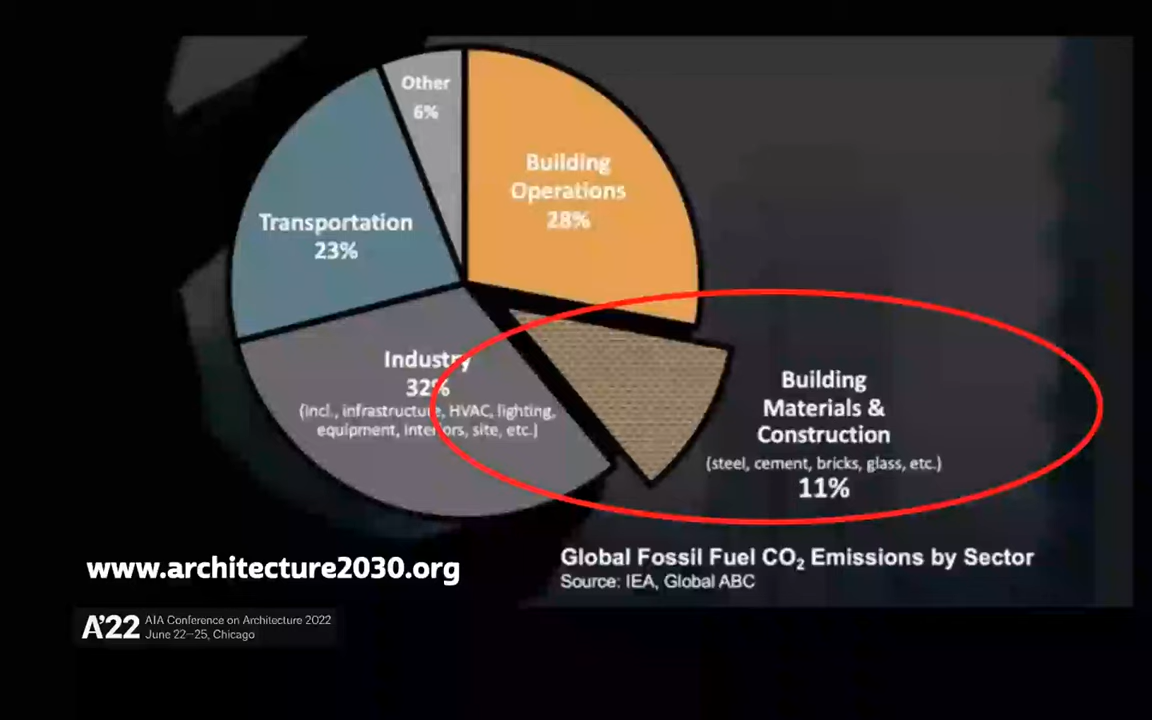 Other
6%
Building
Operations
28%
Transportation
23%
Industry
32%
(incl., infrastructure, HVAC, lighting,
equipment, interiors, site, etc.)
Building
Materials &
Construction
(steel, cement, bricks, glass, etc.)
11%
Global Fossil Fuel CO₂ Emissions by Sector
Source: IEA, Global ABC
www.architecture2030.org
A'22
AIA Conference on Architecture 2022
June 22–25, Chicago